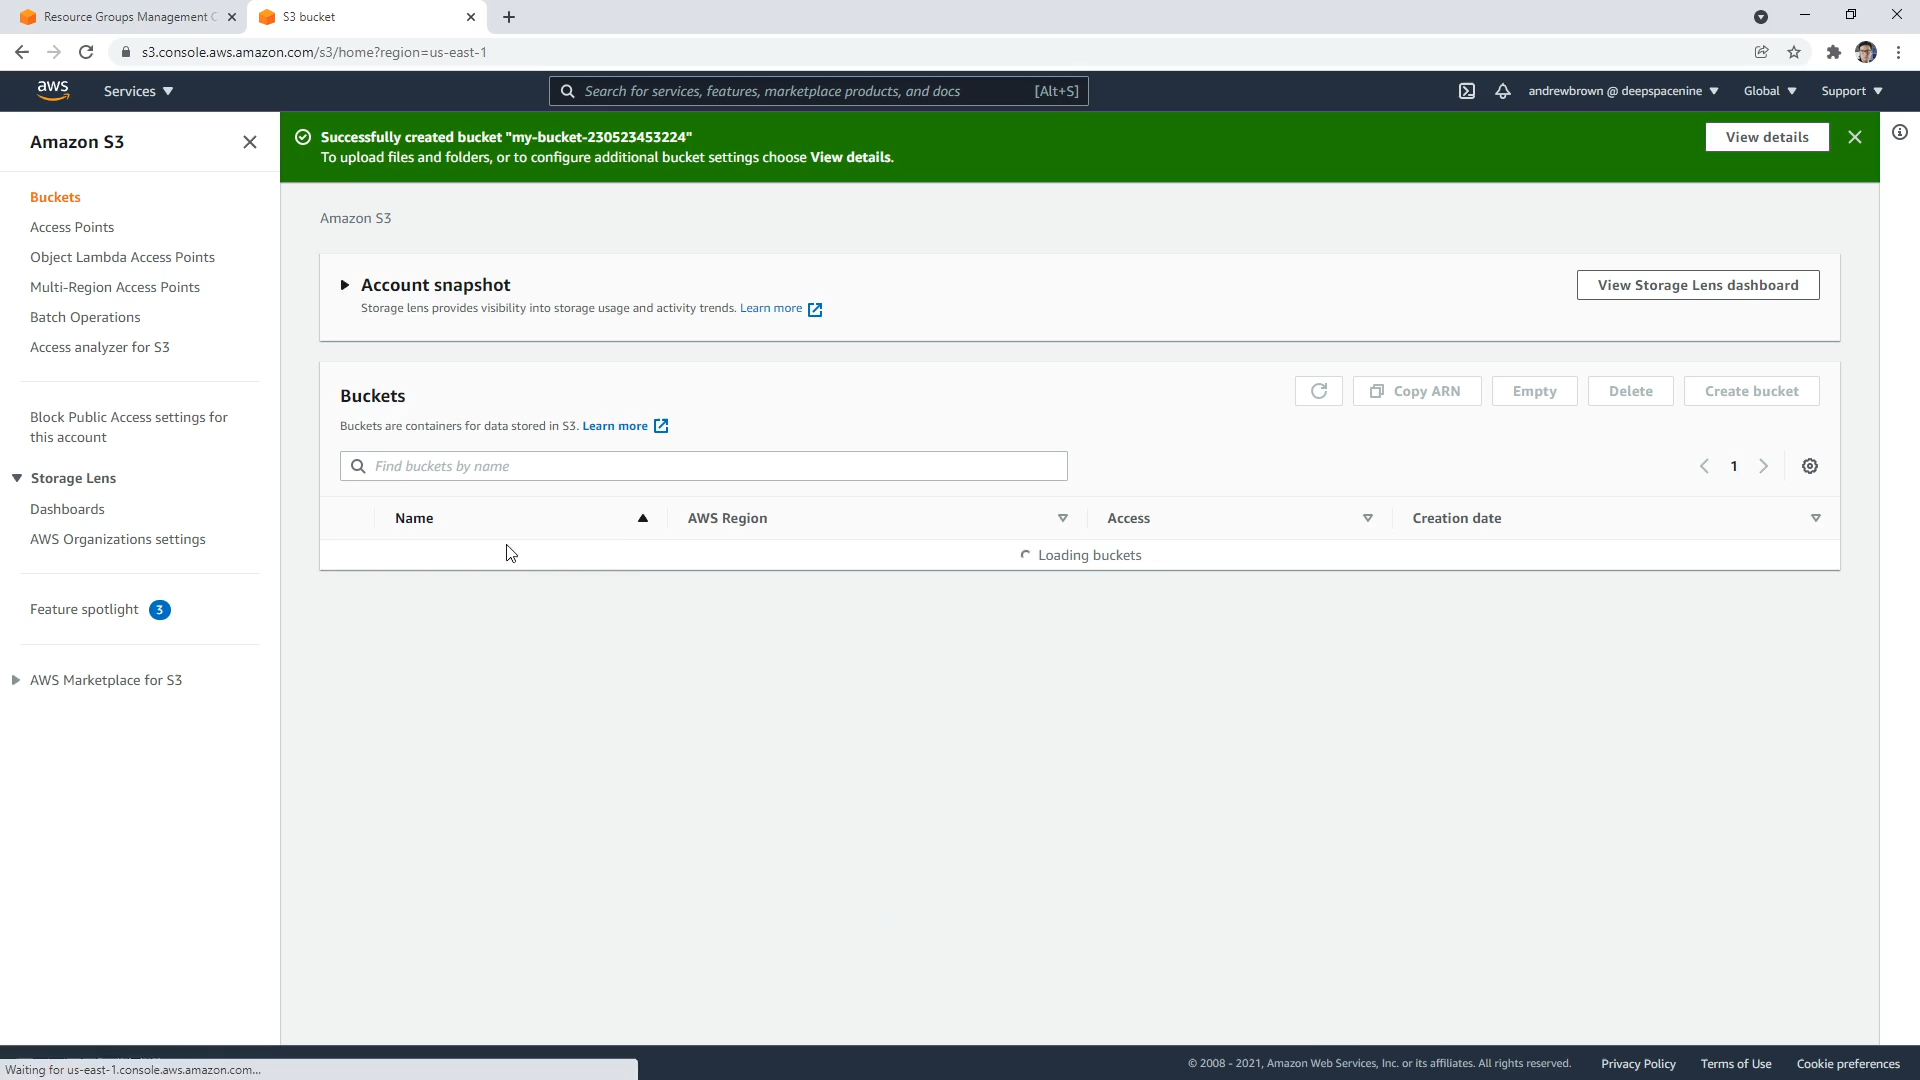 Resource Groups Management C
S3 bucket
s3.console.aws.amazon.com/s3/home?region=us-east-1
aws
Services
Search for services, features, marketplace products, and docs
[Alt+S]
andrewbrown @ deepspacenine
Global
Support
Amazon S3
Buckets
Access Points
Object Lambda Access Points
Multi-Region Access Points
Batch Operations
Access analyzer for S3
Block Public Access settings for
this account
Storage Lens
Dashboards
AWS Organizations settings
Feature spotlight 3
AWS Marketplace for S3
Successfully created bucket "my-bucket-230523453224"
To upload files and folders, or to configure additional bucket settings choose View details.
View details
Amazon S3
Account snapshot
Storage lens provides visibility into storage usage and activity trends. Learn more
View Storage Lens dashboard
Buckets
Buckets are containers for data stored in S3. Learn more
Copy ARN
Empty
Delete
Create bucket
Find buckets by name
1
Name
AWS Region
Access
Creation date
Loading buckets
Waiting for us-east-1.console.aws.amazon.com...
© 2008 - 2021, Amazon Web Services, Inc. or its affiliates. All rights reserved.
Privacy Policy
Terms of Use
Cookie preferences